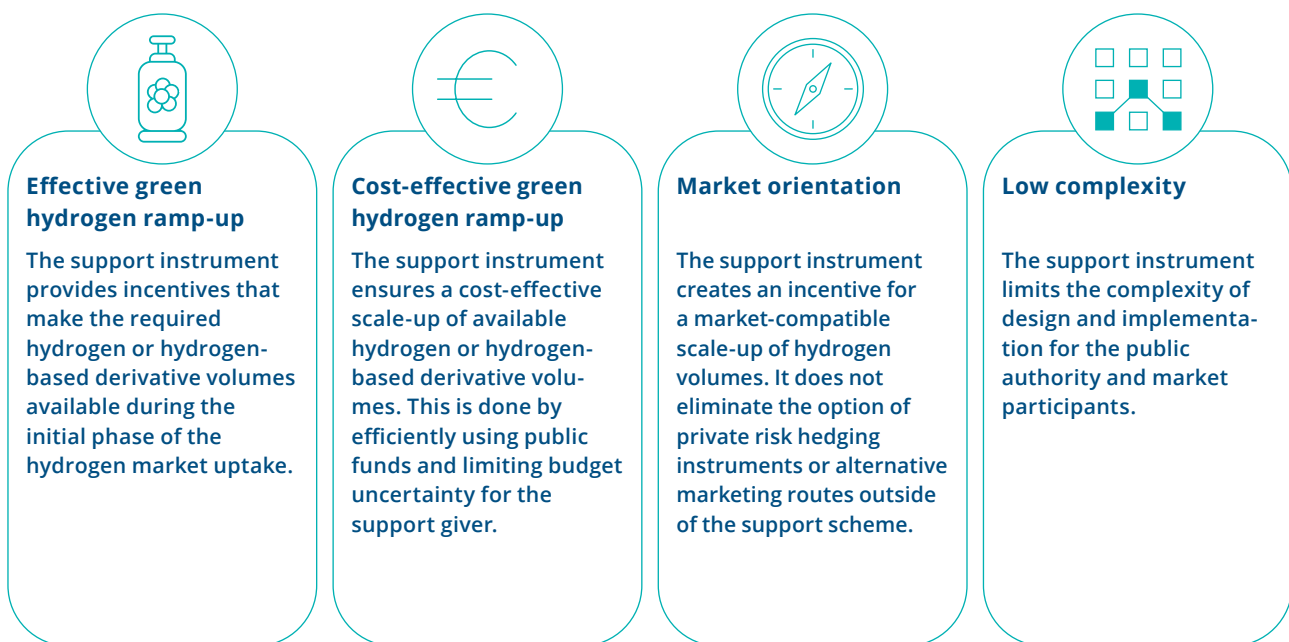 Effective green
hydrogen ramp-up
The support instrument
provides incentives that
make the required
hydrogen or hydrogen-
based derivative volumes
available during the
initial phase of the
hydrogen market uptake.
Cost-effective green
hydrogen ramp-up
The support instrument
ensures a cost-effective
scale-up of available
hydrogen or hydrogen-
based derivative volu-
mes. This is done by
efficiently using public
funds and limiting budget
uncertainty for the
support giver.
Market orientation
The support instrument
creates an incentive for
a market-compatible
scale-up of hydrogen
volumes. It does not
eliminate the option of
private risk hedging
instruments or alternative
marketing routes outside
of the support scheme.
Low complexity
The support instrument
limits the complexity of
design and implementa-
tion for the public
authority and market
participants.